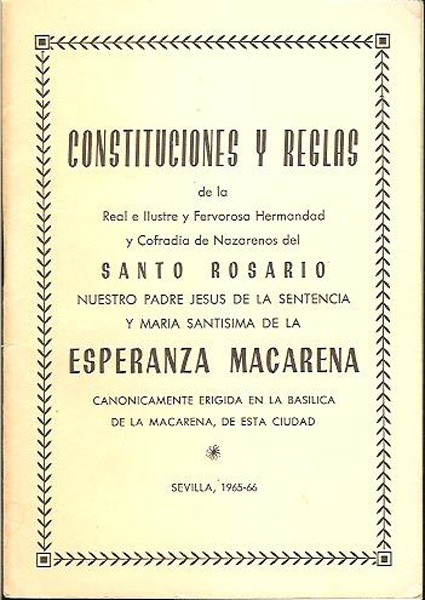 CONSTITUCIONES Y REGLAS
de la
Real e Ilustre y Fervorosa Hermandad
y Cofradía de Nazarenos del
SANTO ROSARIO
NUESTRO PADRE JESUS DE LA SENTENCIA
Y MARIA SANTISIMA DE LA
ESPERANZA MACARENA
CANONICAMENTE ERIGIDA EN LA BASILICA
DE LA MACARENA, DE ESTA CIUDAD
SEVILLA, 1965-66